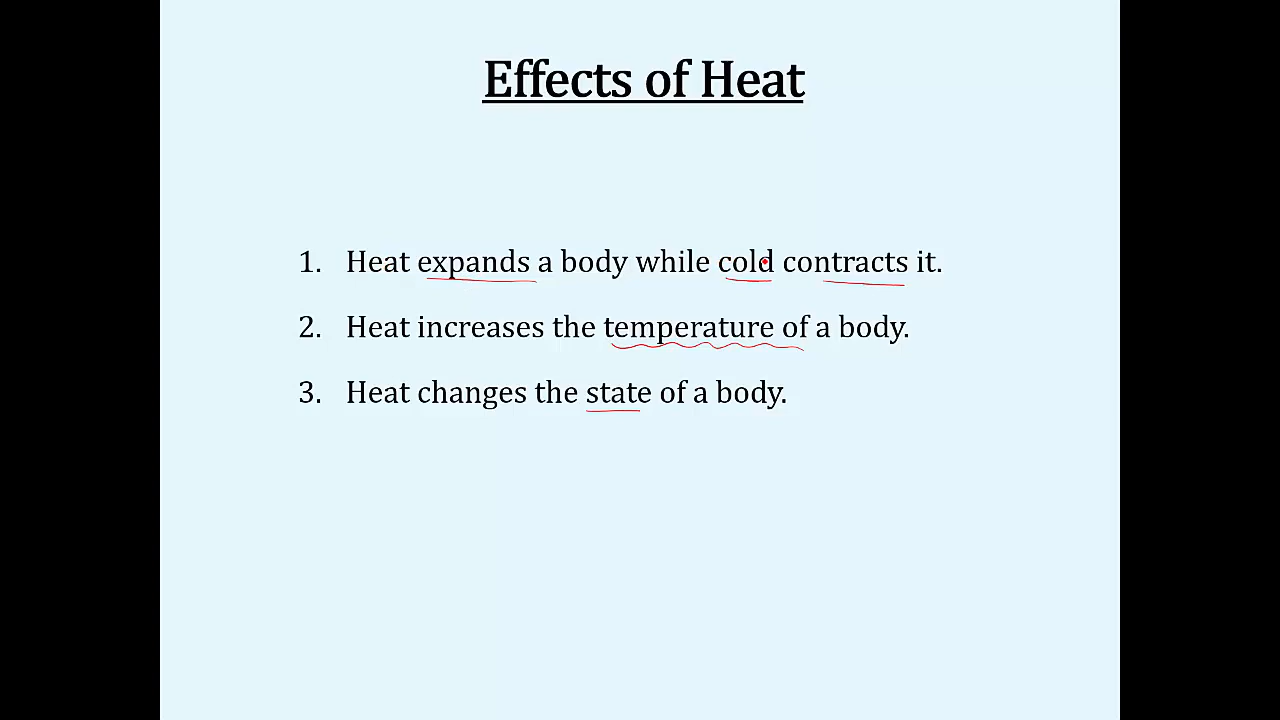 Effects of Heat
1. Heat expands a body while cold contracts it.
2. Heat increases the temperature of a body.
3. Heat changes the state of a body.